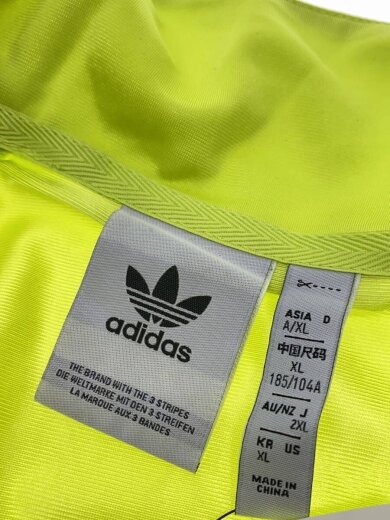 adidas
THE BRAND WITH THE 3 STRIPES
DIE WELTMARKE MIT DEN 3 STREIFEN
LA MARQUE AUX 3 BANDES
ASIA D
A/XL
中国尺码
XL
185/104A
AU/NZ J
2XL
KR US
XL
MADE IN
CHINA